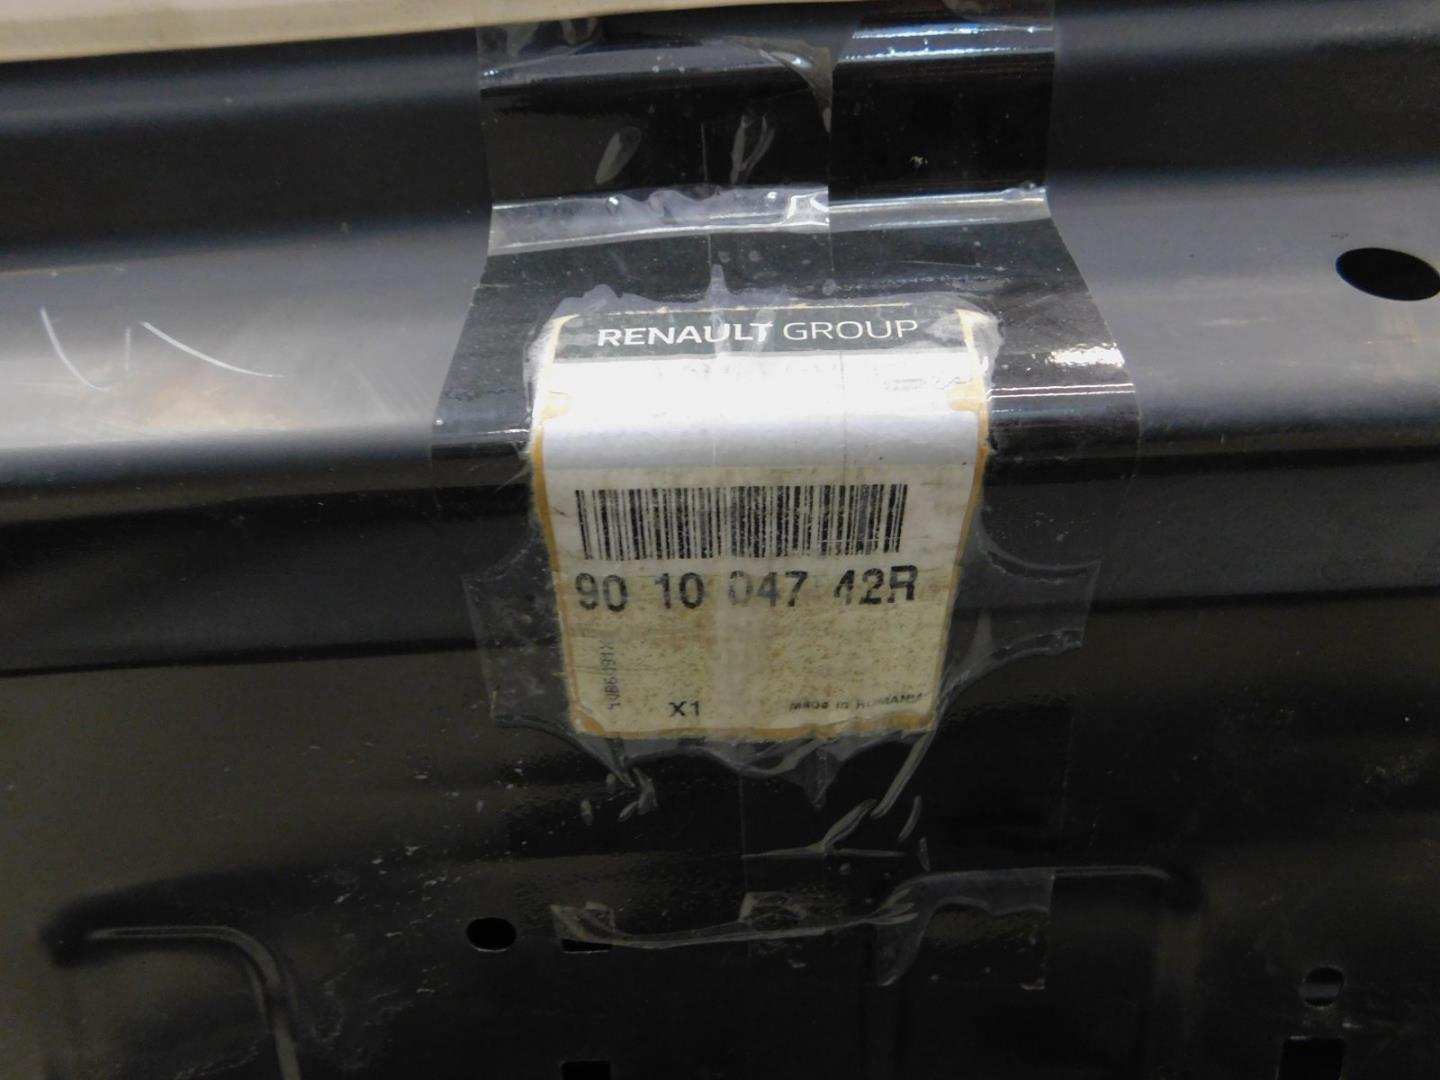 RENAULT GROUP
90 10 047 42R
X1
Made in ROMANIA